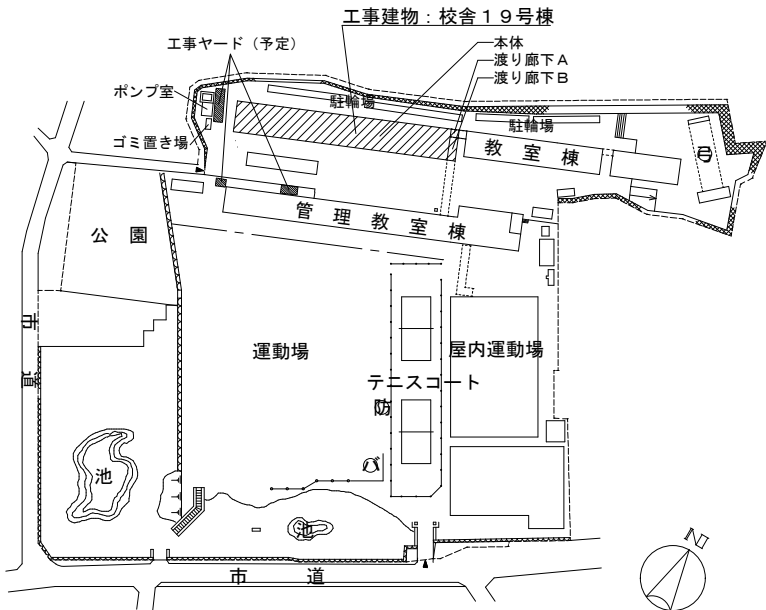 工事建物：校舎１９号棟
工事ヤード（予定）
本体
渡り廊下Ａ
渡り廊下Ｂ
ポンプ室
駐輪場
駐輪場
ゴミ置き場
教室棟
管理教室棟
公園
市道
運動場
屋内運動場
テニスコート
防
池
池
市道
N